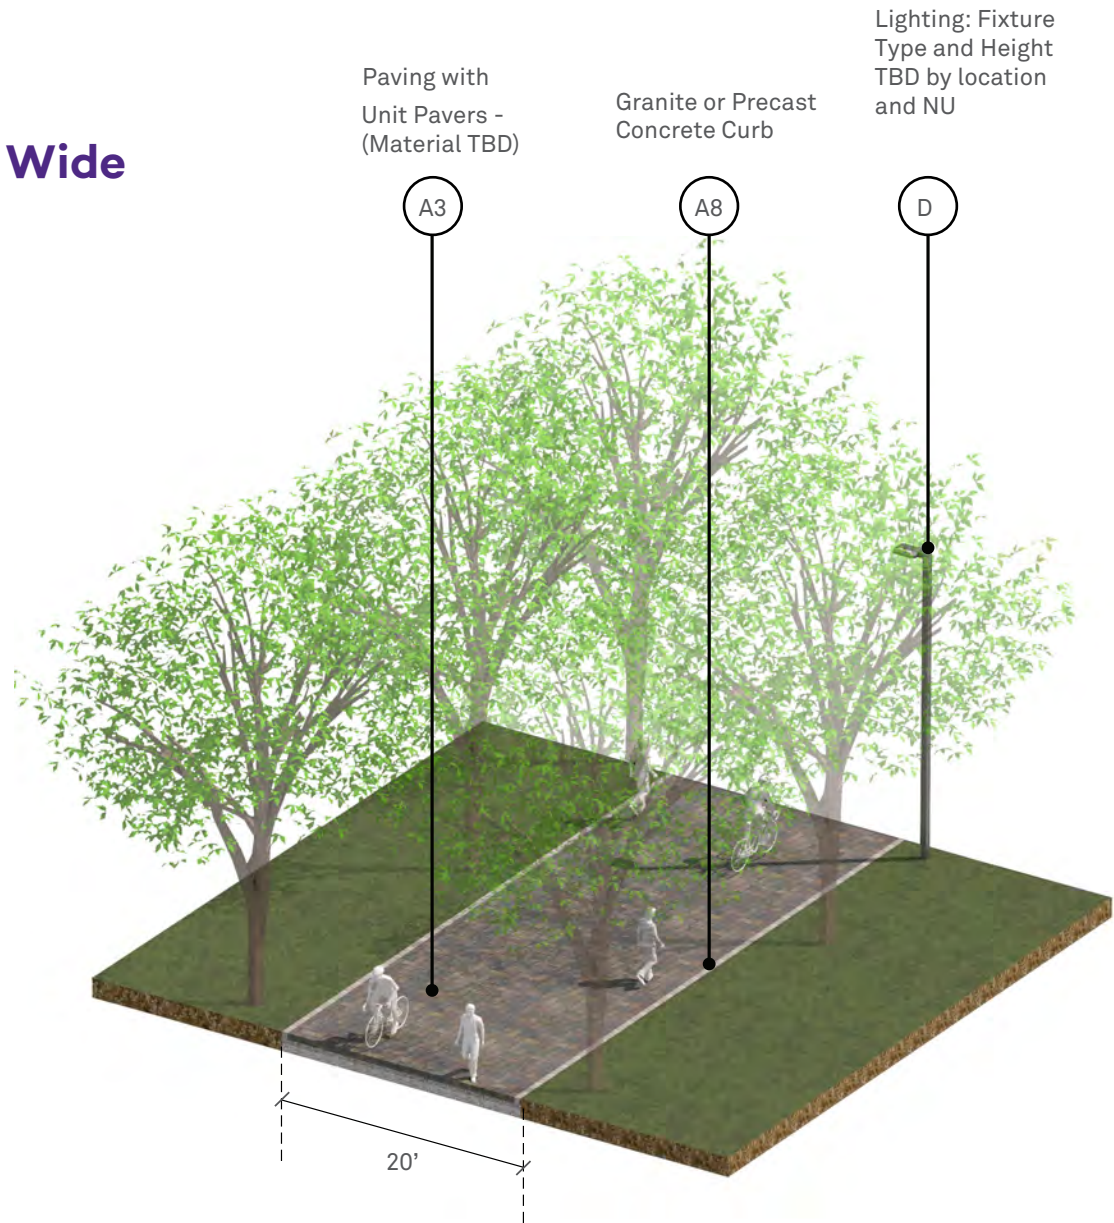 Wide
Paving with
Unit Pavers -
(Material TBD)
Granite or Precast
Concrete Curb
Lighting: Fixture
Type and Height
TBD by location
and NU
A3
A8
D
20’